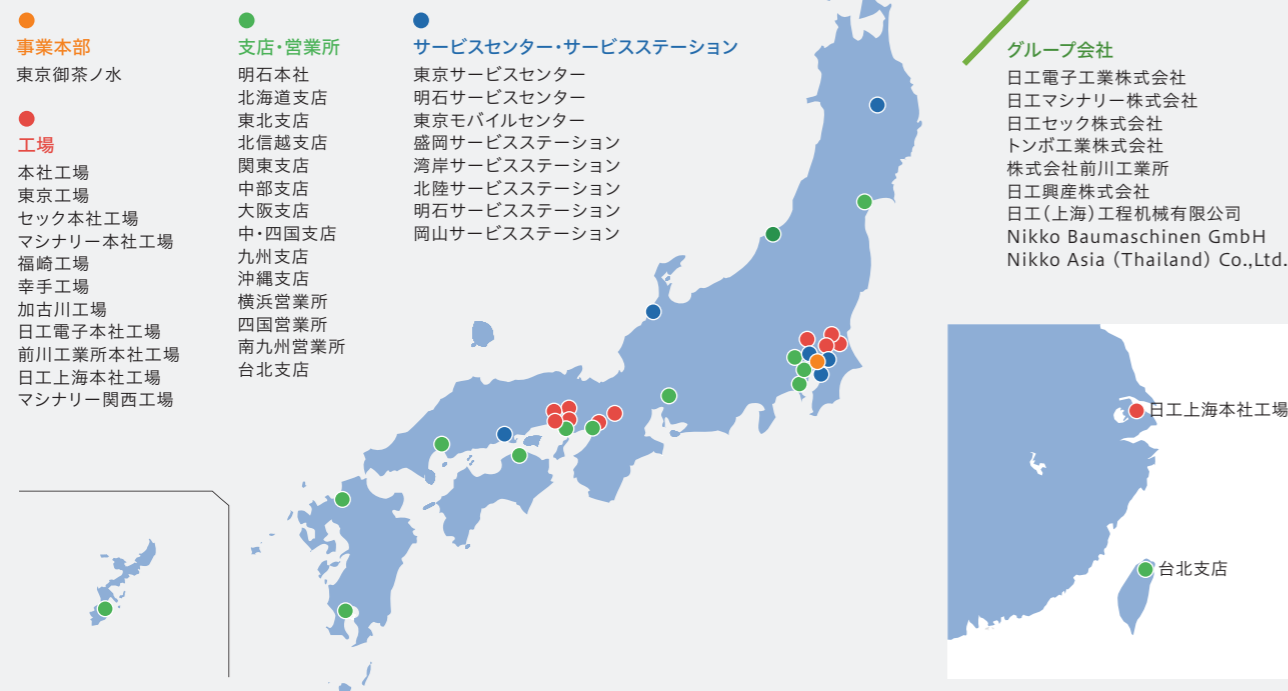 事業本部
東京御茶ノ水
工場
本社工場
東京工場
セック本社工場
マシナリー本社工場
福崎工場
幸手工場
加古川工場
日工電子本社工場
前川工業所本社工場
日工上海本社工場
マシナリー関西工場
支店・営業所
明石本社
北海道支店
東北支店
北信越支店
関東支店
中部支店
大阪支店
中・四国支店
九州支店
沖縄支店
横浜営業所
四国営業所
南九州営業所
台北支店
サービスセンター・サービスステーション
東京サービスセンター
明石サービスセンター
東京モバイルセンター
盛岡サービスステーション
湾岸サービスステーション
北陸サービスステーション
明石サービスステーション
岡山サービスステーション
グループ会社
日工電子工業株式会社
日工マシナリー株式会社
日工セック株式会社
トンボ工業株式会社
株式会社前川工業所
日工興産株式会社
日工(上海)工程机械有限公司
Nikko Baumaschinen GmbH
Nikko Asia (Thailand) Co.,Ltd.
日工上海本社工場
台北支店